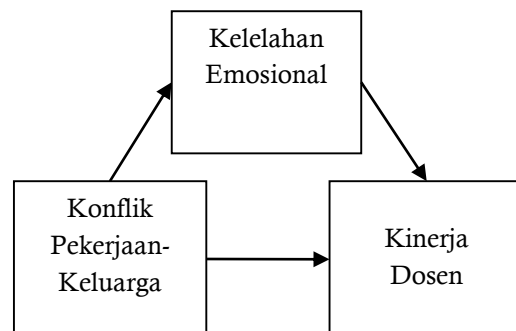 Kelelahan
Emosional
Konflik
Pekerjaan-
Keluarga
Kinerja
Dosen